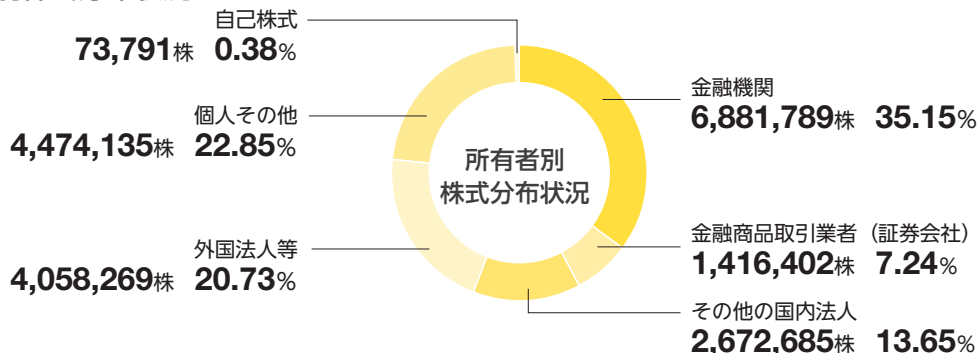 自己株式
73,791株 0.38%
個人その他
4,474,135株 22.85%
外国法人等
4,058,269株 20.73%
所有者別
株式分布状況
金融機関
6,881,789株 35.15%
金融商品取引業者（証券会社）
1,416,402株 7.24%
その他の国内法人
2,672,685株 13.65%